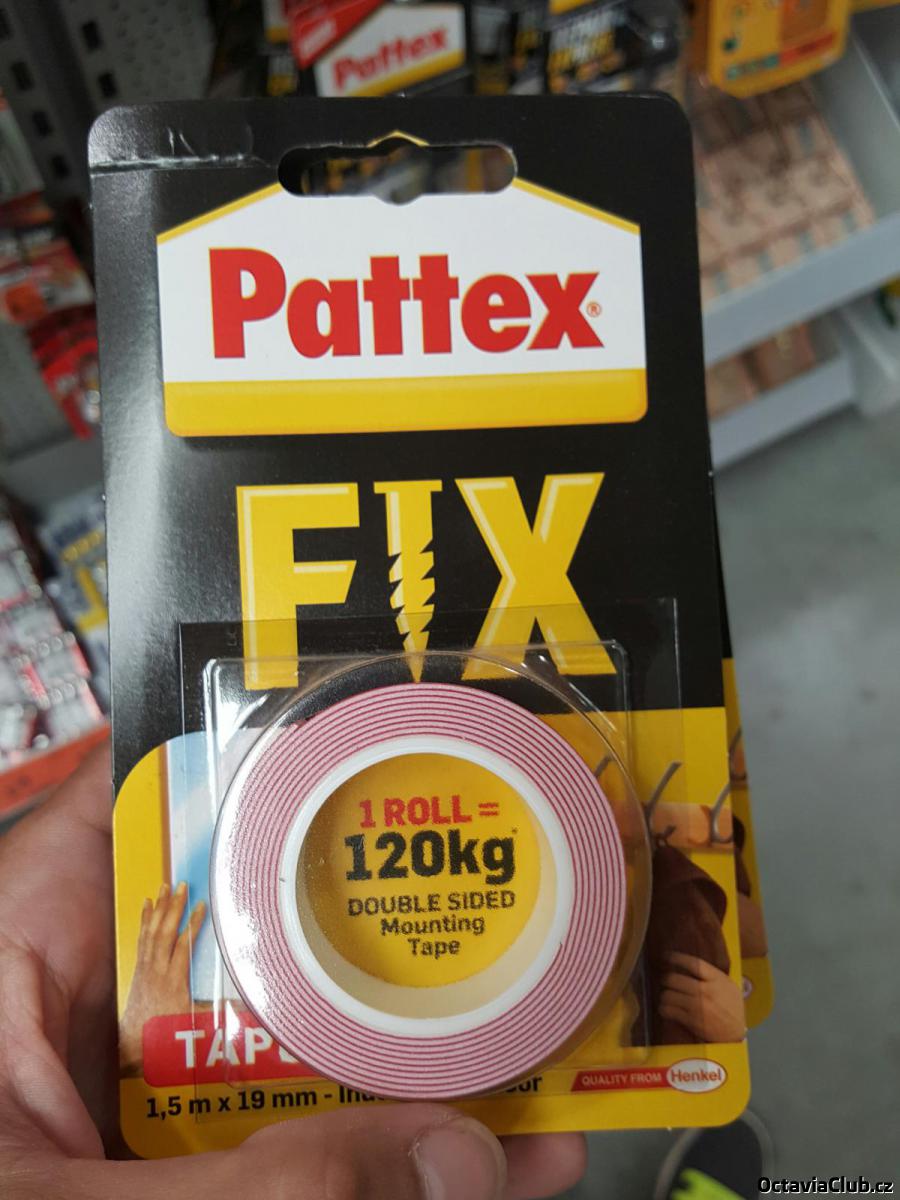 Pattex
Pattex®
FIX
1 ROLL =
120kg*
DOUBLE SIDED
Mounting
Tape
TAPE
1,5 m x 19 mm -
QUALITY FROM Henkel
OctaviaClub.cz